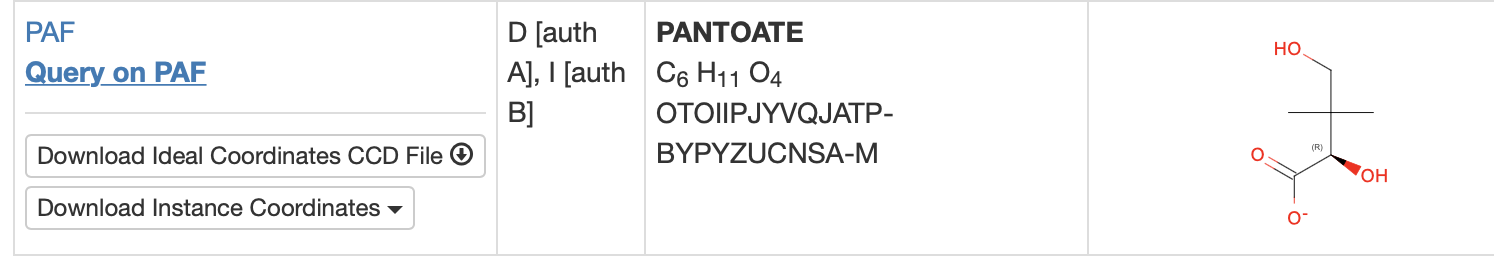 PAF
Query on PAF
Download Ideal Coordinates CCD File
Download Instance Coordinates
D [auth
A], I [auth
B]
PANTOATE
C6 H11 O4
OTOIIPJYVQJATP-
BYPYZUCNSA-M
HO
(R)
O
OH
O-